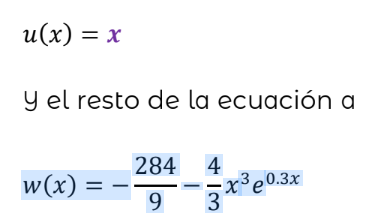 u(x) = x
Y el resto de la ecuación a
w(x) = −284/9 − 4/3 x³e^{0.3x}